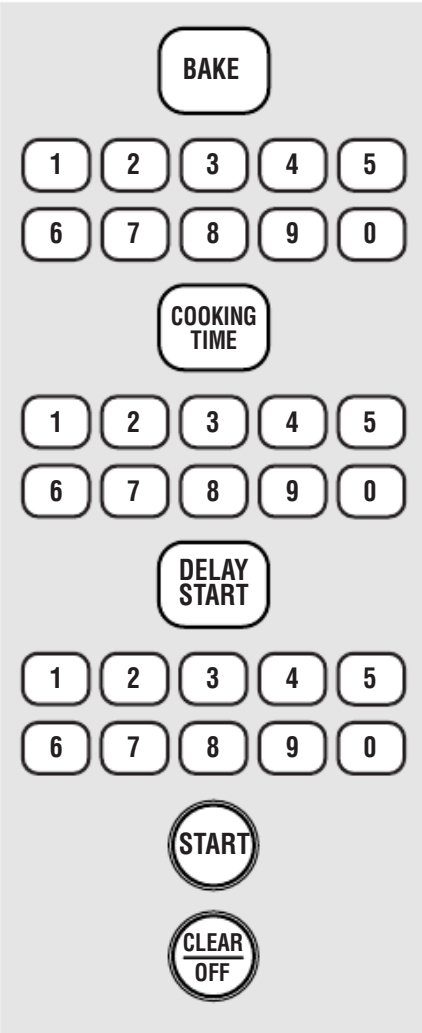 BAKE
1 2 3 4 5
6 7 8 9 0
COOKING
TIME
1 2 3 4 5
6 7 8 9 0
DELAY
START
1 2 3 4 5
6 7 8 9 0
START
CLEAR
OFF